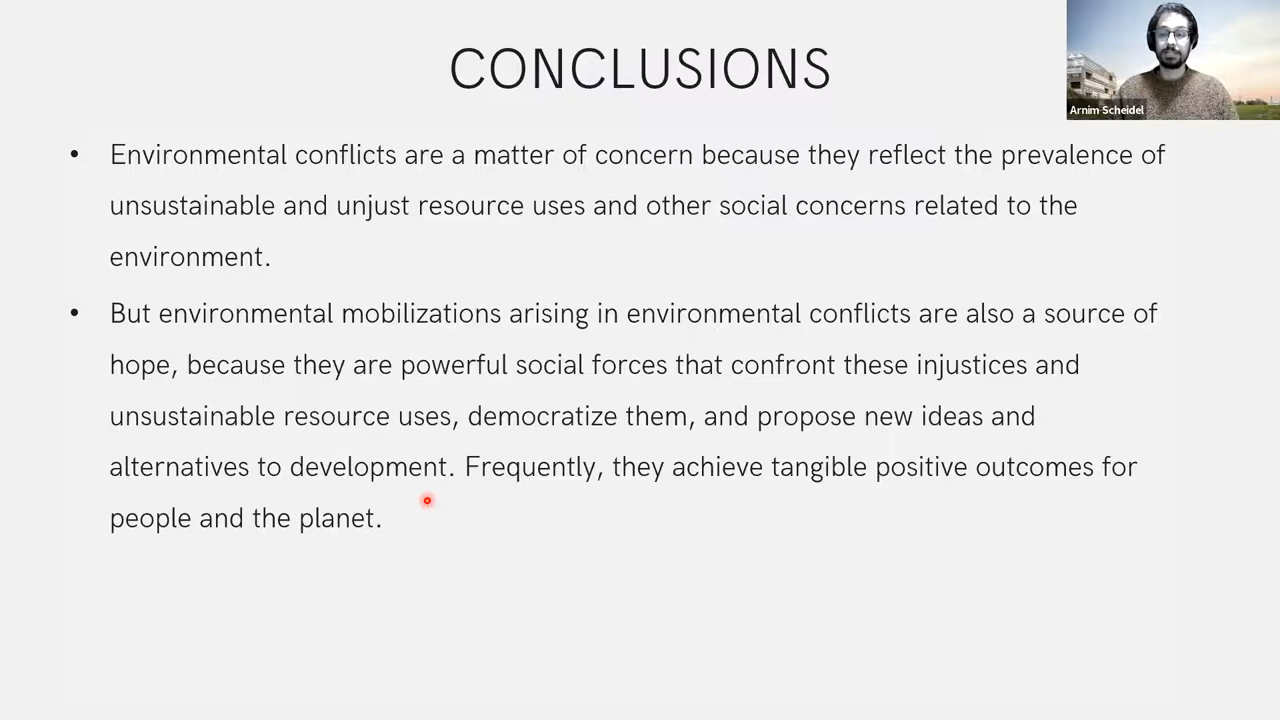 CONCLUSIONS
Arnim Scheidel
• Environmental conflicts are a matter of concern because they reflect the prevalence of
unsustainable and unjust resource uses and other social concerns related to the
environment.
• But environmental mobilizations arising in environmental conflicts are also a source of
hope, because they are powerful social forces that confront these injustices and
unsustainable resource uses, democratize them, and propose new ideas and
alternatives to development. Frequently, they achieve tangible positive outcomes for
people and the planet.